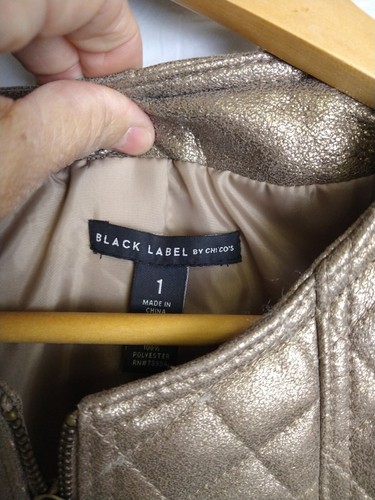 BLACK LABEL BY CHICO'S
1
MADE IN
CHINA
100%
POLYESTER